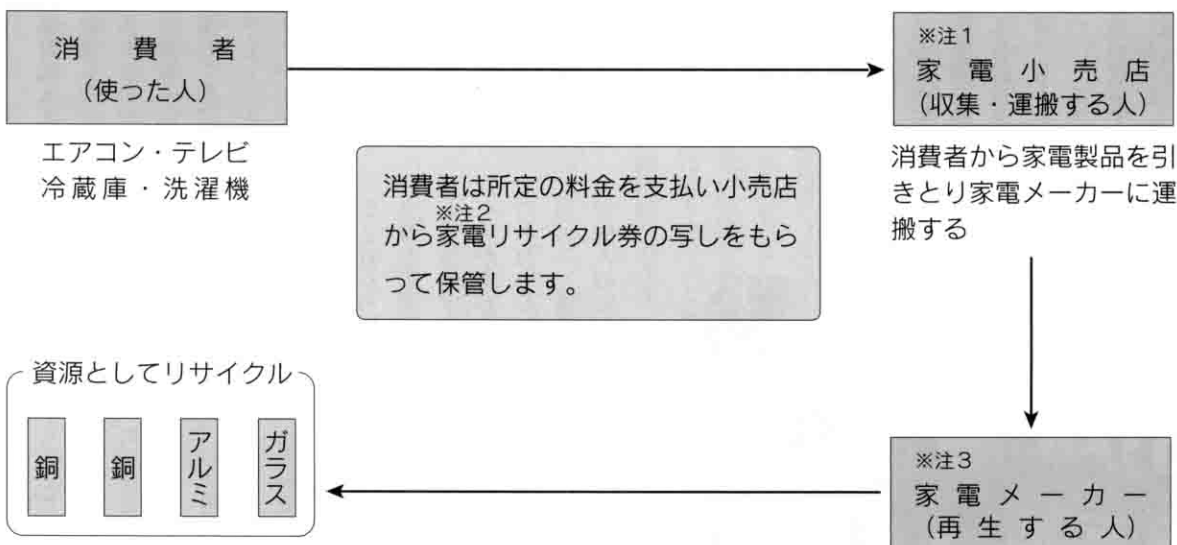 消費者
(使った人)
エアコン・テレビ
冷蔵庫・洗濯機
※注1
家電小売店
(収集・運搬する人)
消費者から家電製品を引
きとり家電メーカーに運
搬する
消費者は所定の料金を支払い小売店
※注2
から家電リサイクル券の写しをもら
って保管します。
※注3
家電メーカー
(再生する人)
資源としてリサイクル
銅
銅
アルミ
ガラス